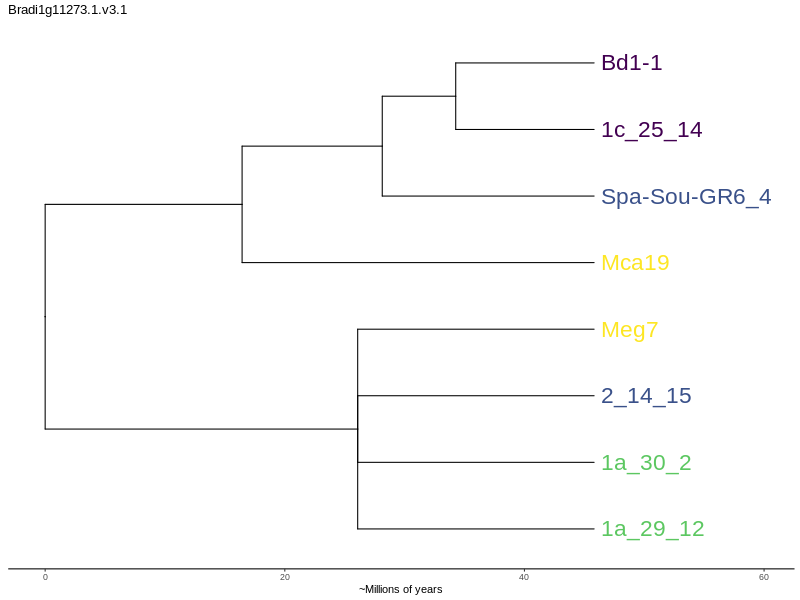 Bradi1g11273.1.v3.1
Bd1-1
1c_25_14
Spa-Sou-GR6_4
Mca19
Meg7
2_14_15
1a_30_2
1a_29_12
0 20 40 60
~Millions of years